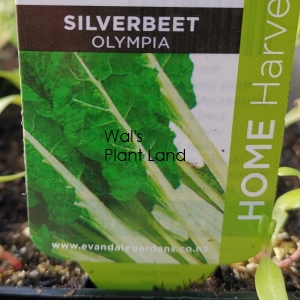 SILVERBEET
OLYMPIA
Wal's
Plant Land
HOME Harve
www.evandalegardens.co.nz